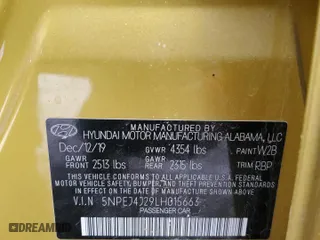 MANUFACTURED BY
HYUNDAI MOTOR MANUFACTURING ALABAMA, LLC
Dec/12/19 GVWR 4354 lbs PAINT W2B
GAWR FRONT 2513 lbs GAWR REAR 2315 lbs TRIM RBP
THIS VEHICLE CONFORMS TO ALL APPLICABLE U.S.A FEDERAL MOTOR
VEHICLE SAFETY, BUMPER, AND THEFT PREVENTION STANDARDS IN
EFFECT ON THE DATE OF MANUFACTURE SHOWN ABOVE.
PASSENGER CAR
V.I.N 5NPEJ4J29LH015663